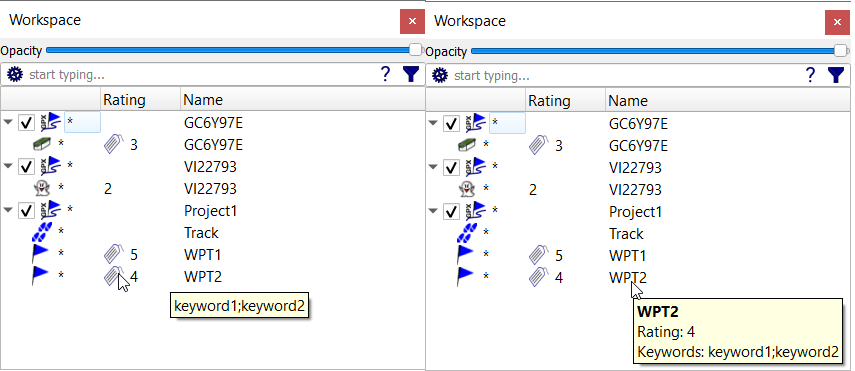 Workspace
Opacity
start typing...
?
Rating Name
* GC6Y97E
* 3 GC6Y97E
* VI22793
* 2 VI22793
* Project1
* Track
* 5 WPT1
* 4 WPT2
keyword1;keyword2
Workspace
Opacity
start typing...
?
Rating Name
* GC6Y97E
* 3 GC6Y97E
* VI22793
* 2 VI22793
* Project1
* Track
* 5 WPT1
* 4 WPT2
WPT2
Rating: 4
Keywords: keyword1;keyword2